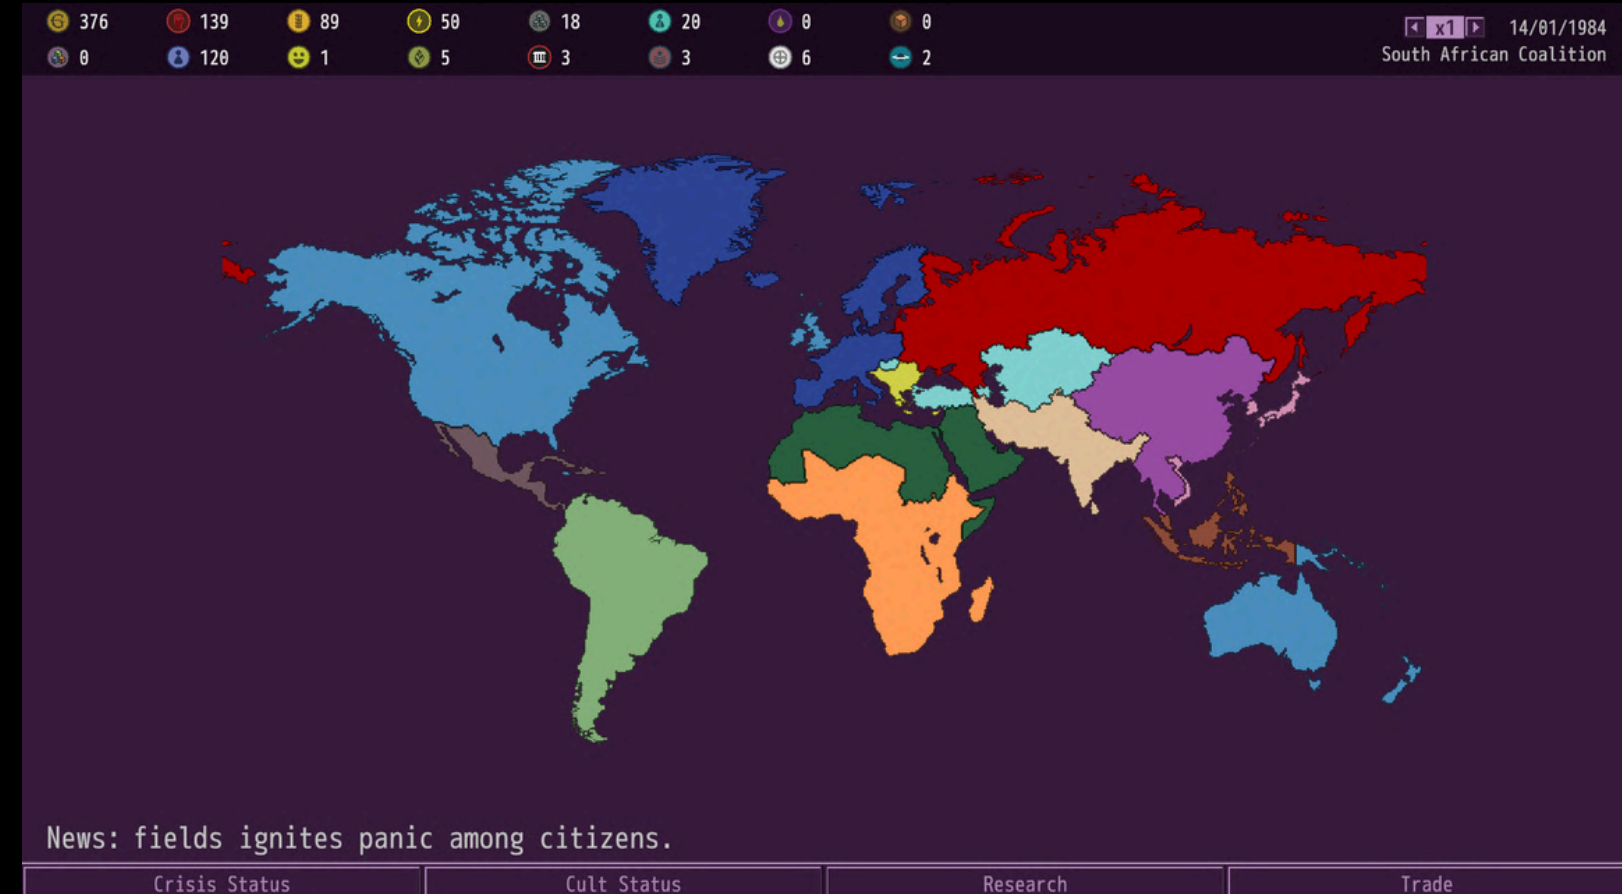 376 139 89 50 18 20 0 0 x1 14/01/1984
0 120 1 5 3 3 6 2 South African Coalition
News: fields ignites panic among citizens.
Crisis Status Cult Status Research Trade